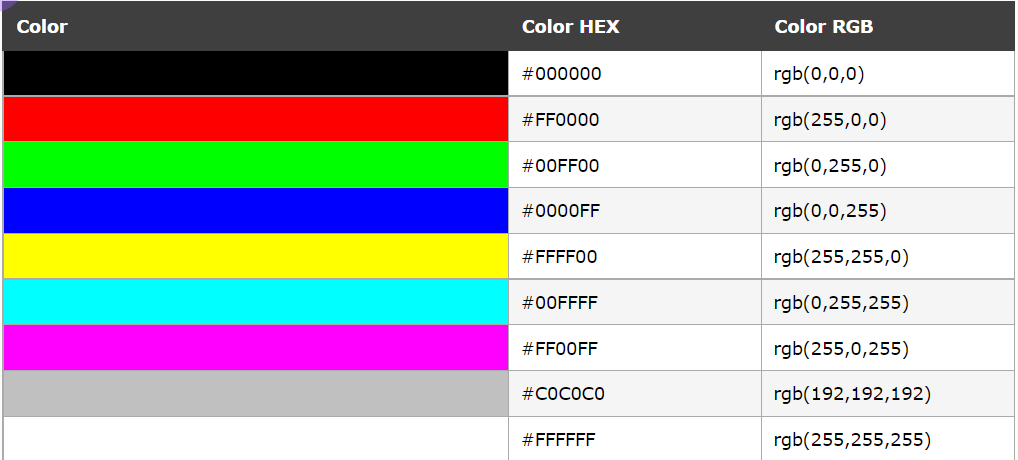 Color Color HEX Color RGB
#000000 rgb(0,0,0)
#FF0000 rgb(255,0,0)
#00FF00 rgb(0,255,0)
#0000FF rgb(0,0,255)
#FFFF00 rgb(255,255,0)
#00FFFF rgb(0,255,255)
#FF00FF rgb(255,0,255)
#C0C0C0 rgb(192,192,192)
#FFFFFF rgb(255,255,255)